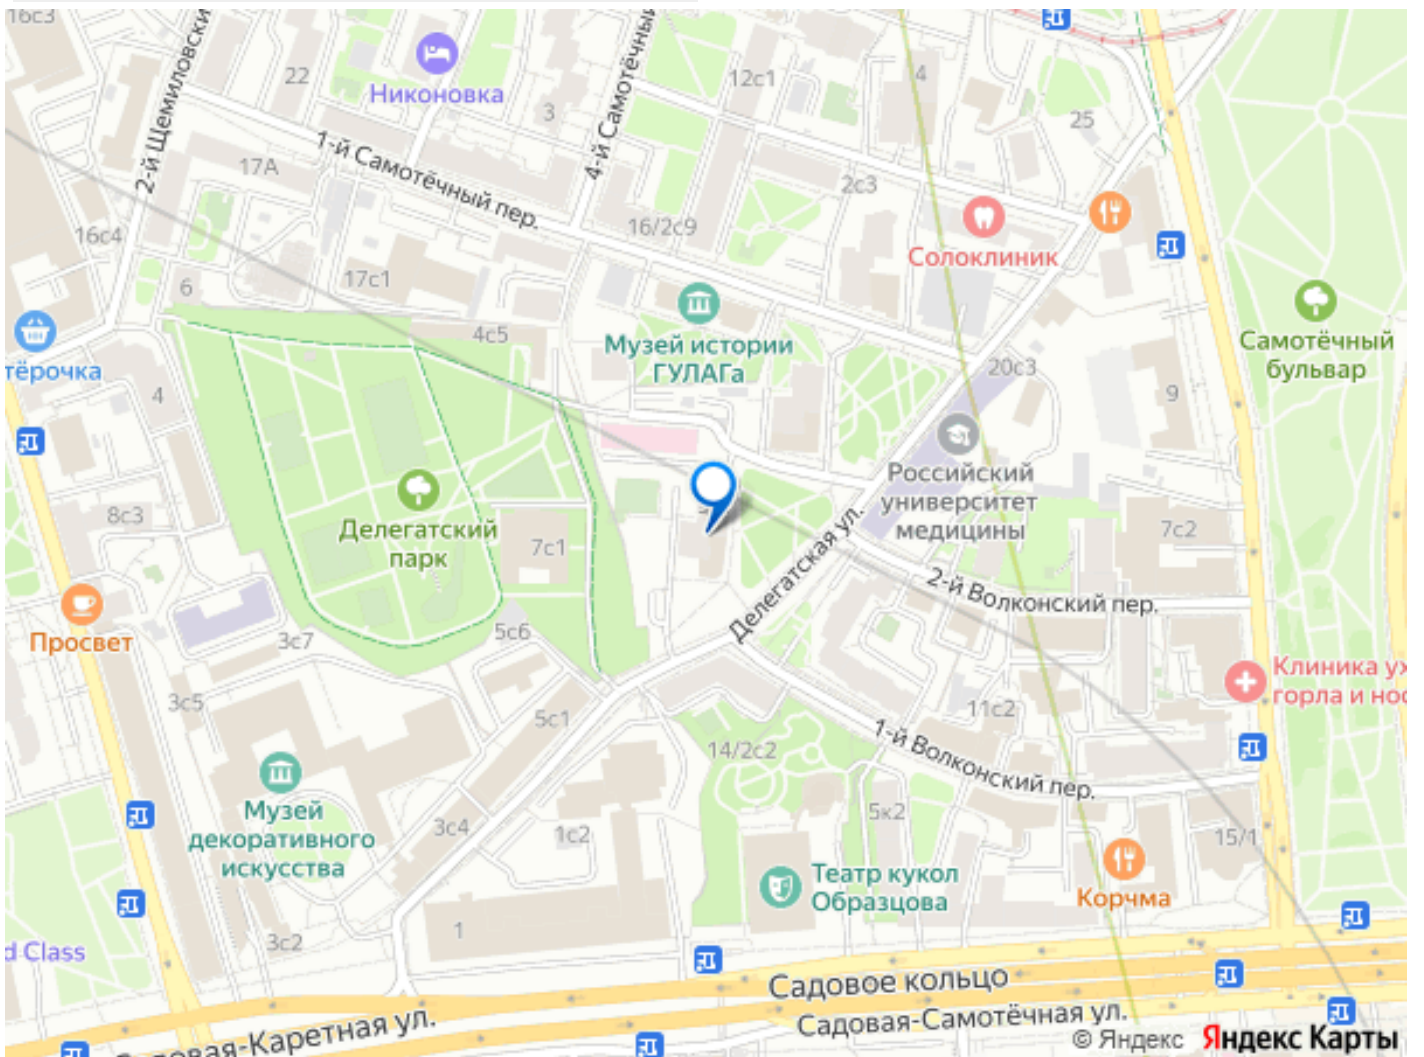 16с3
2-й Щемиловский
22
Никоновка
3
4-й Самотёчный
12с1
4
25
1-й Самотёчный пер.
17А
2с3
16/2с9
Солоклиник
16с4
17с1
6
4с5
Музей истории
ГУЛАГа
Самотёчный
бульвар
тёрочка
4
20с3
9
Российский
университет
медицины
Делегатский
парк
8с3
7с1
7с2
Делегатская ул.
2-й Волконский пер.
Просвет
3с7
5с6
Клиника ух
горла и нос
3с5
5с1
11с2
14/2с2
1-й Волконский пер.
Музей
декоративного
искусства
3с4
1с2
5к2
15/1
Театр кукол
Образцова
Корчма
d Class
3с2
1
Садовое кольцо
Садовая-Самотёчная ул.
Садовая-Каретная ул.
© Яндекс Яндекс Карты